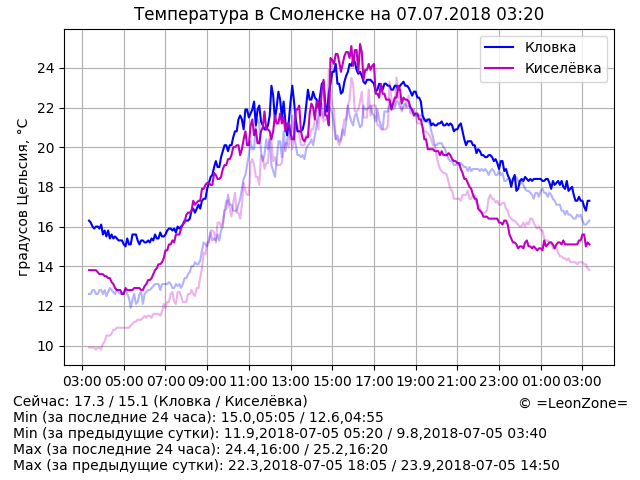 Температура в Смоленске на 07.07.2018 03:20
Кловка
Киселёвка
градусов Цельсия, °C
24
22
20
18
16
14
12
10
03:00 05:00 07:00 09:00 11:00 13:00 15:00 17:00 19:00 21:00 23:00 01:00 03:00
Сейчас: 17.3 / 15.1 (Кловка / Киселёвка)
© =LeonZone=
Min (за последние 24 часа): 15.0,05:05 / 12.6,04:55
Min (за предыдущие сутки): 11.9,2018-07-05 05:20 / 9.8,2018-07-05 03:40
Max (за последние 24 часа): 24.4,16:00 / 25.2,16:20
Max (за предыдущие сутки): 22.3,2018-07-05 18:05 / 23.9,2018-07-05 14:50